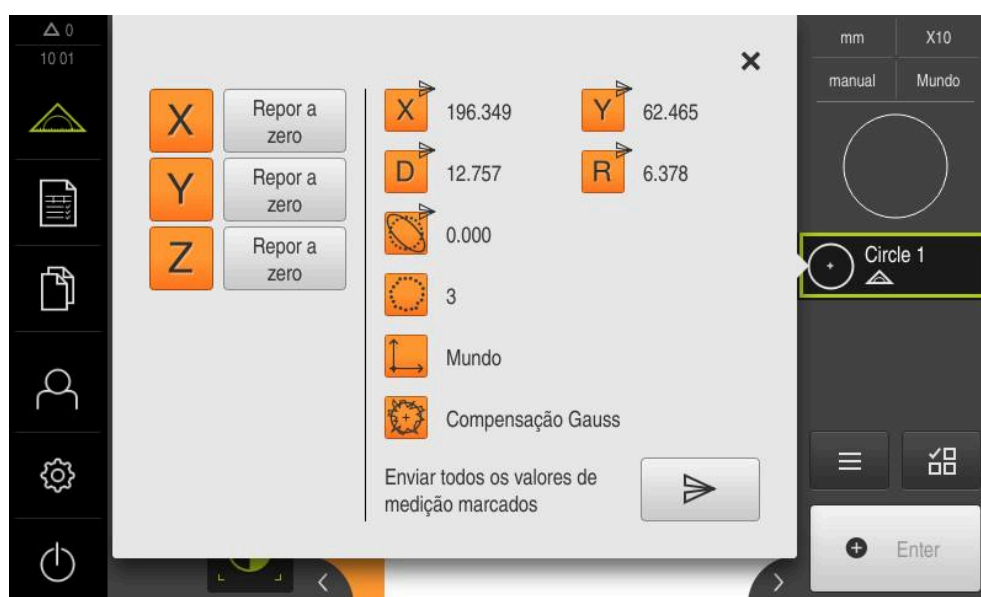 0
10 01
mm X10
manual Mundo
X Repor a
zero
Y Repor a
zero
Z Repor a
zero
X 196.349 Y 62.465
D 12.757 R 6.378
0.000
3
Mundo
Compensação Gauss
Enviar todos os valores de
medição marcados
Circle 1
Enter